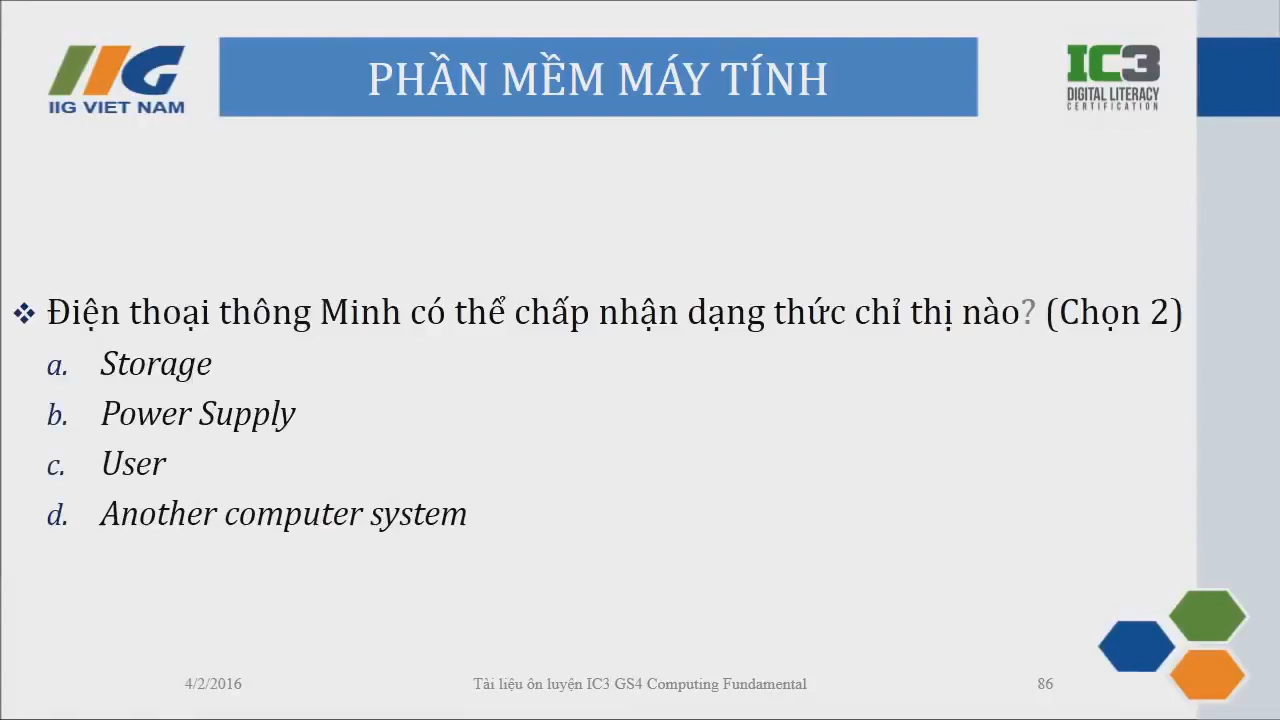 IIG VIET NAM
PHẦN MỀM MÁY TÍNH
IC3
DIGITAL LITERACY
CERTIFICATION
❖ Điện thoại thông Minh có thể chấp nhận dạng thức chỉ thị nào? (Chọn 2)
a. Storage
b. Power Supply
c. User
d. Another computer system
4/2/2016
Tài liệu ôn luyện IC3 GS4 Computing Fundamental
86